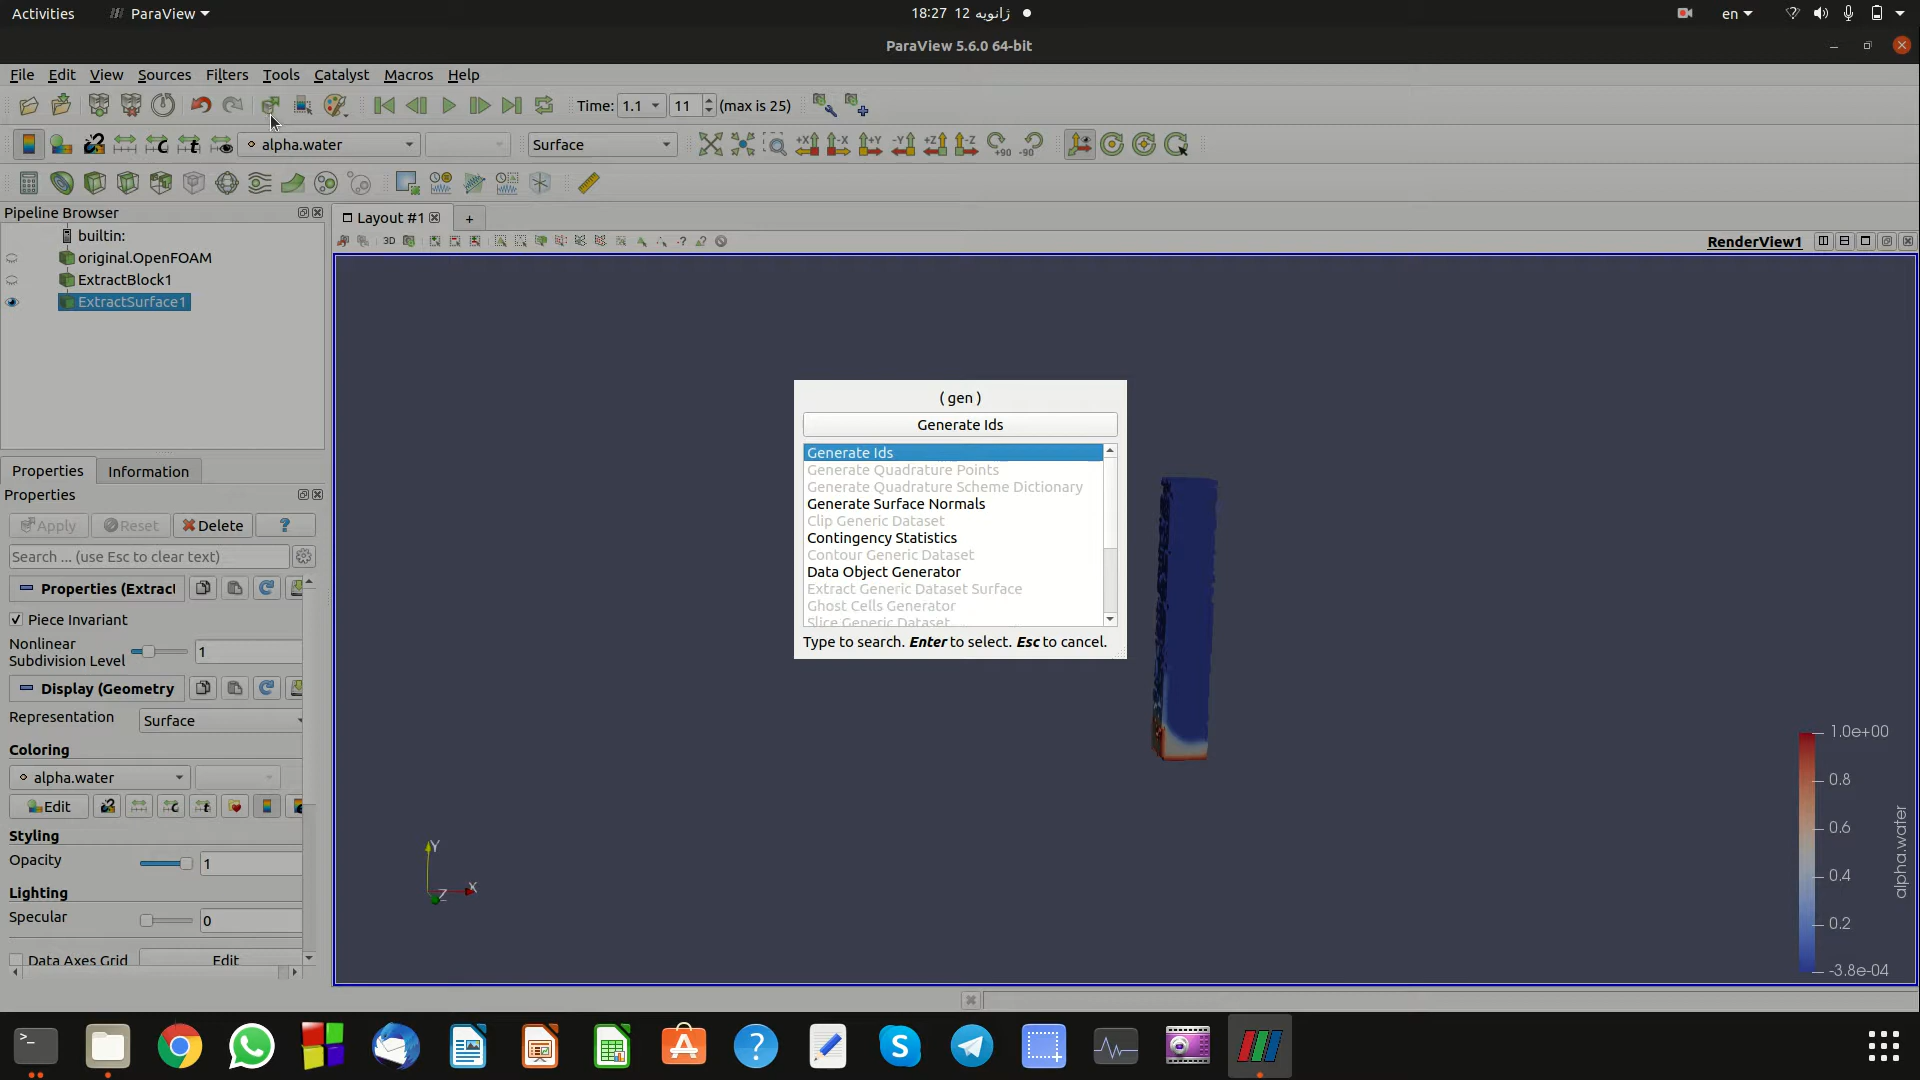 Activities
ParaView
18:27 ژانویه 12
en
ParaView 5.6.0 64-bit
File Edit View Sources Filters Tools Catalyst Macros Help
Time: 1.1 11 (max is 25)
alpha.water
Surface
+X -X +Y -Y +Z -Z +90 -90
Pipeline Browser
builtin:
original.OpenFOAM
ExtractBlock1
ExtractSurface1
Layout #1
+
3D
RenderView1
Properties Information
Properties
Apply Reset Delete ?
Search ... (use Esc to clear text)
Properties (Extract
Piece Invariant
Nonlinear
Subdivision Level
1
Display (Geometry
Representation
Surface
Coloring
alpha.water
Edit
Styling
Opacity
1
Lighting
Specular
0
Data Axes Grid
Edit
( gen )
Generate Ids
Generate Ids
Generate Quadrature Points
Generate Quadrature Scheme Dictionary
Generate Surface Normals
Clip Generic Dataset
Contingency Statistics
Contour Generic Dataset
Data Object Generator
Extract Generic Dataset Surface
Ghost Cells Generator
Slice Generic Dataset
Type to search. Enter to select. Esc to cancel.
Y
X
Z
1.0e+00
0.8
0.6
0.4
0.2
-3.8e-04
alpha.water